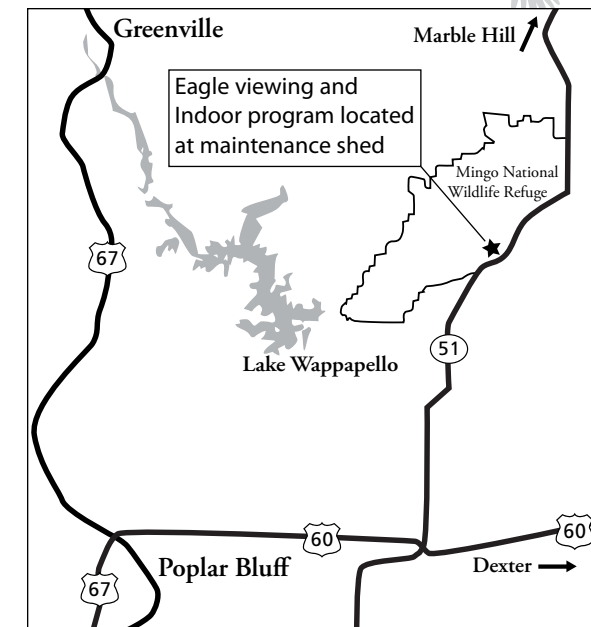 Greenville
Marble Hill
Eagle viewing and
Indoor program located
at maintenance shed
Mingo National
Wildlife Refuge
67
51
Lake Wappapello
60
60
Poplar Bluff
Dexter
67